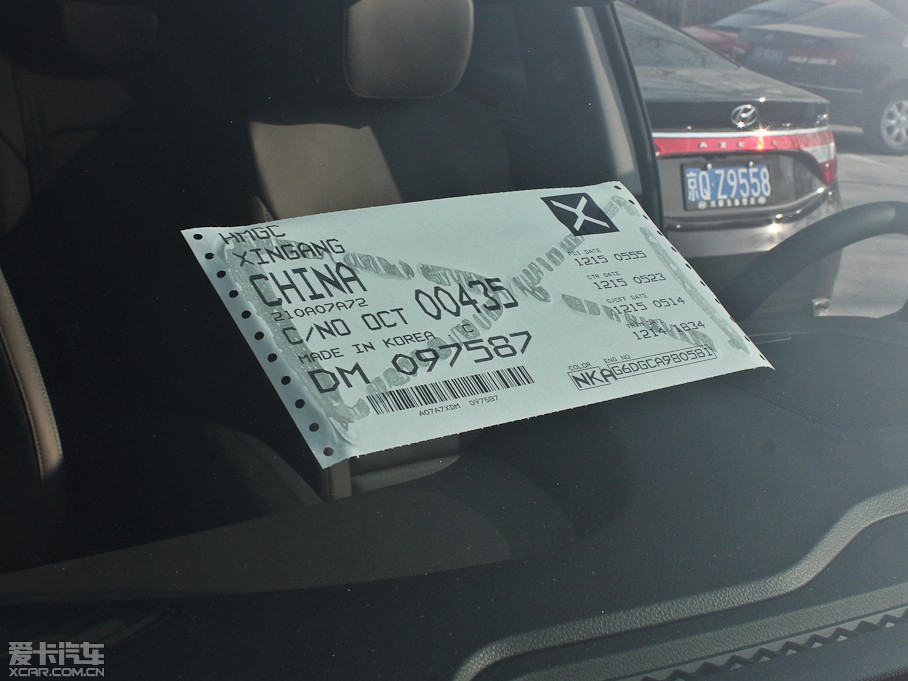 HMGC
XINGANG
CHINA
210A07A72
C/NO OCT 00435
MADE IN KOREA : C
DM 097587
A07A7XDM 097587
PDI DATE
1215 0555
CTR DATE
1215 0523
S/OFF DATE
1215 0514
TRIM DATE
1214 1834
COLOR ENG NO
NKA G6DGCA980581
京Q·Z9558
爱卡汽车
XCAR.COM.CN